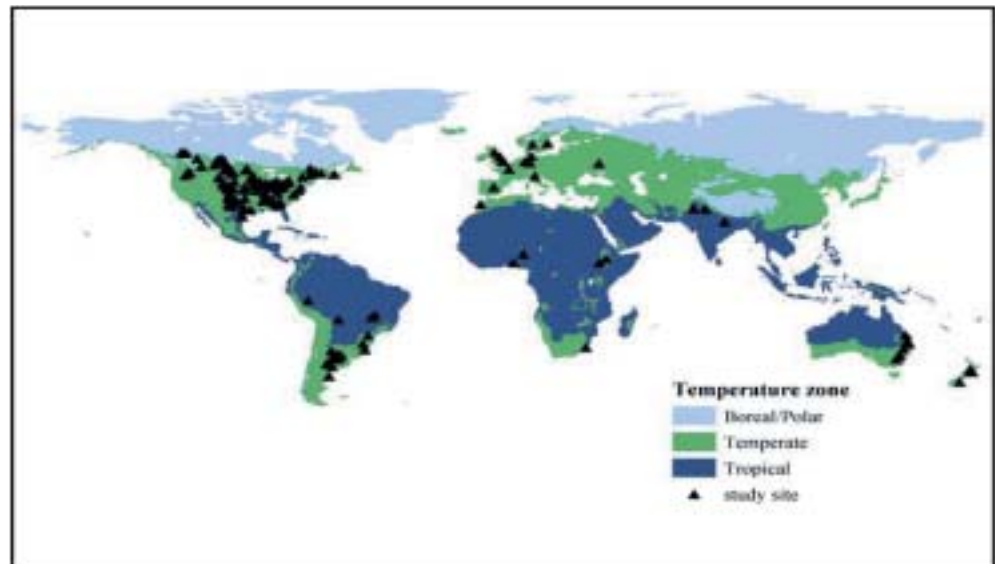 Temperature zone
Boreal/Polar
Temperate
Tropical
study site